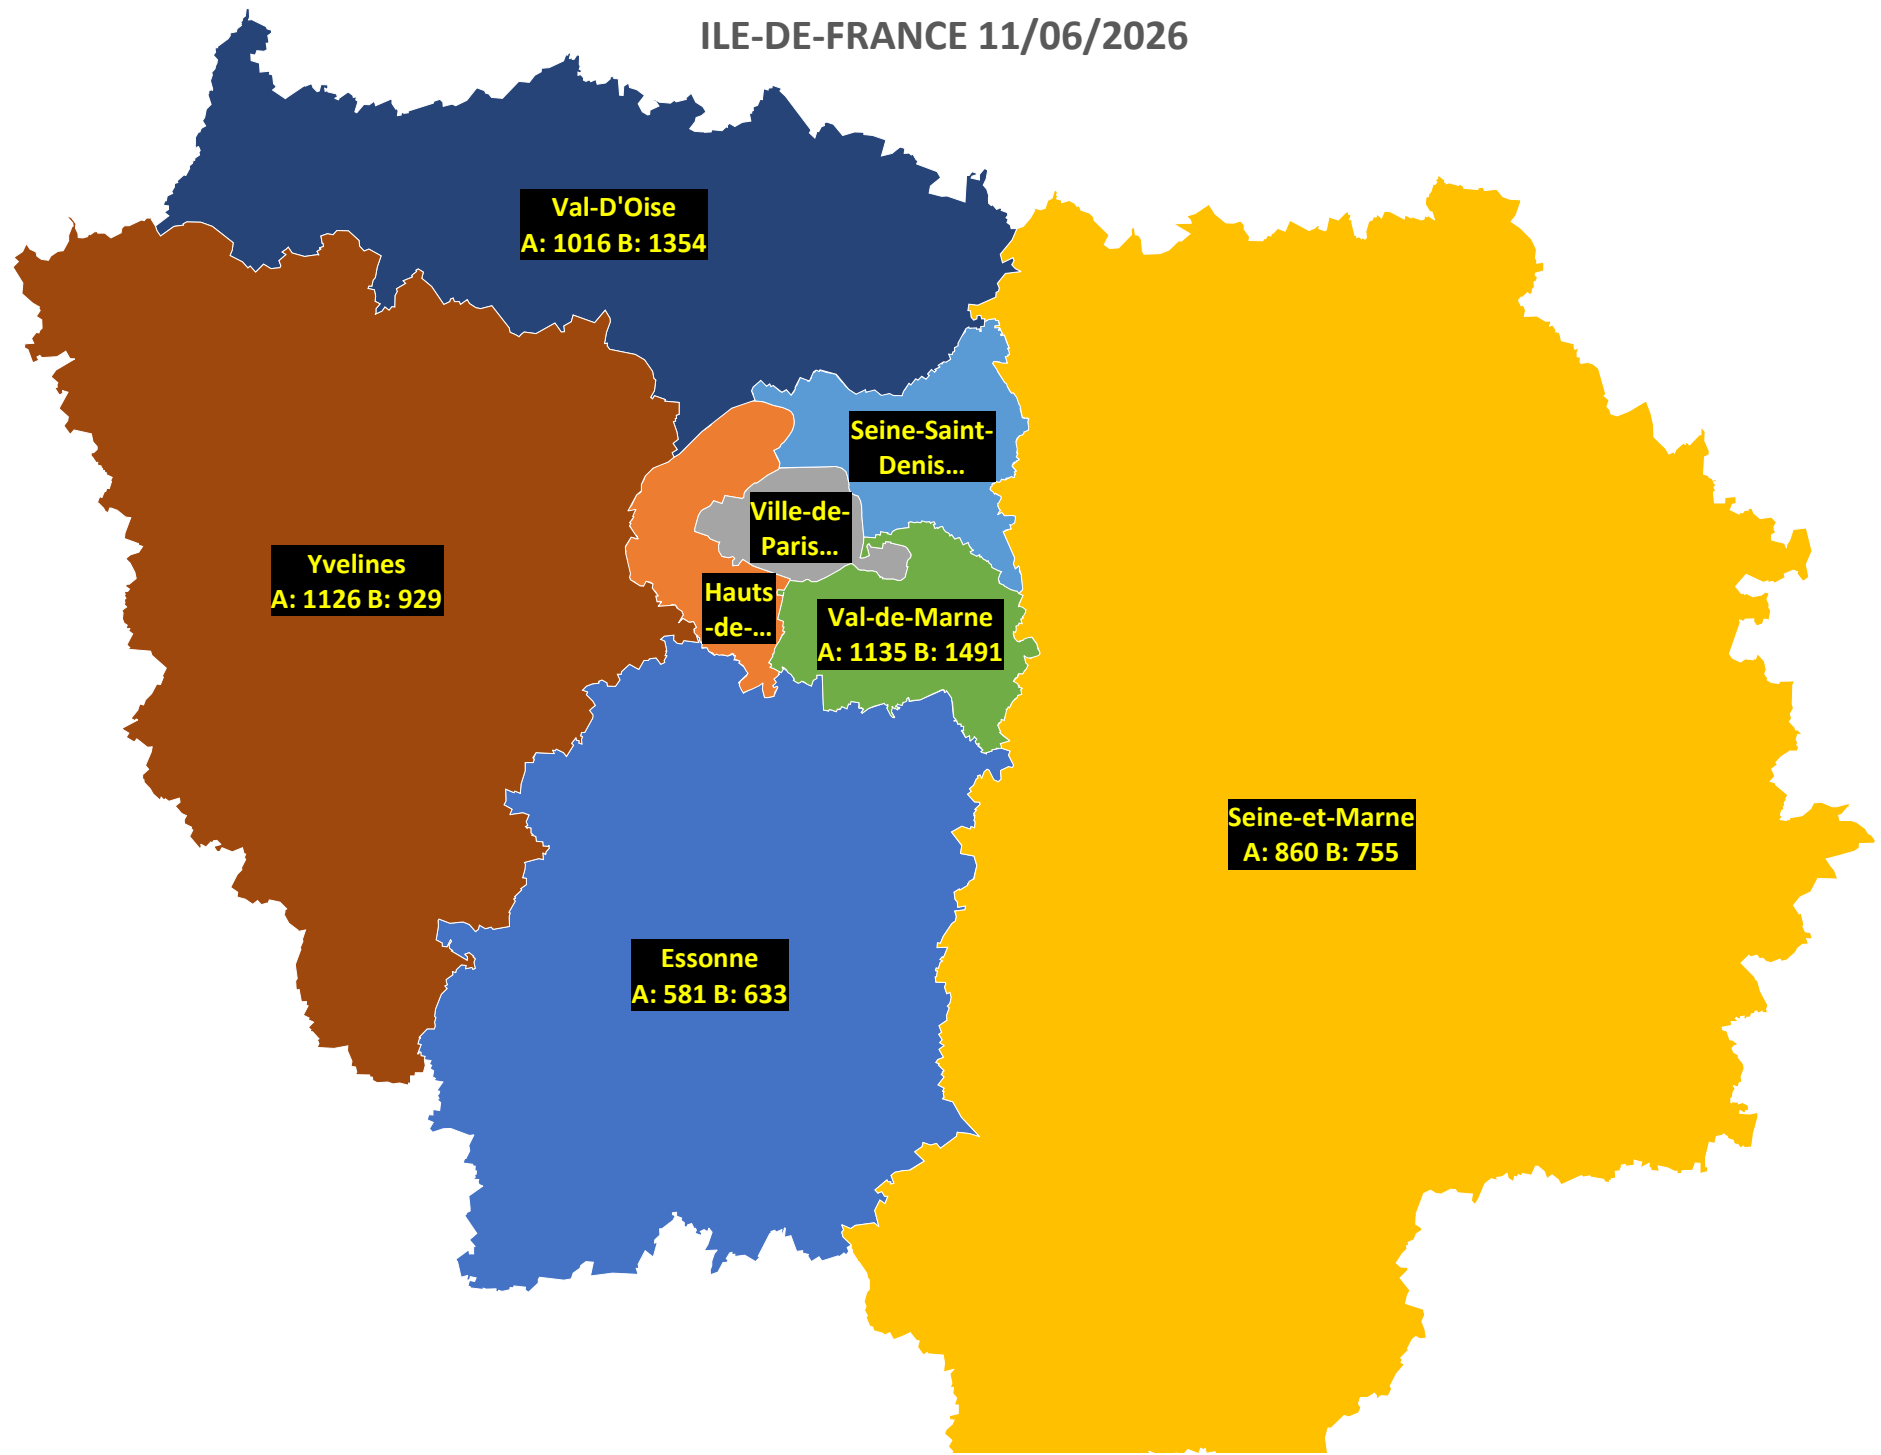 ILE-DE-FRANCE 11/06/2026
Val-D'Oise
A: 1016 B: 1354
Seine-Saint-
Denis...
Ville-de-
Paris...
Yvelines
A: 1126 B: 929
Hauts
-de-...
Val-de-Marne
A: 1135 B: 1491
Seine-et-Marne
A: 860 B: 755
Essonne
A: 581 B: 633